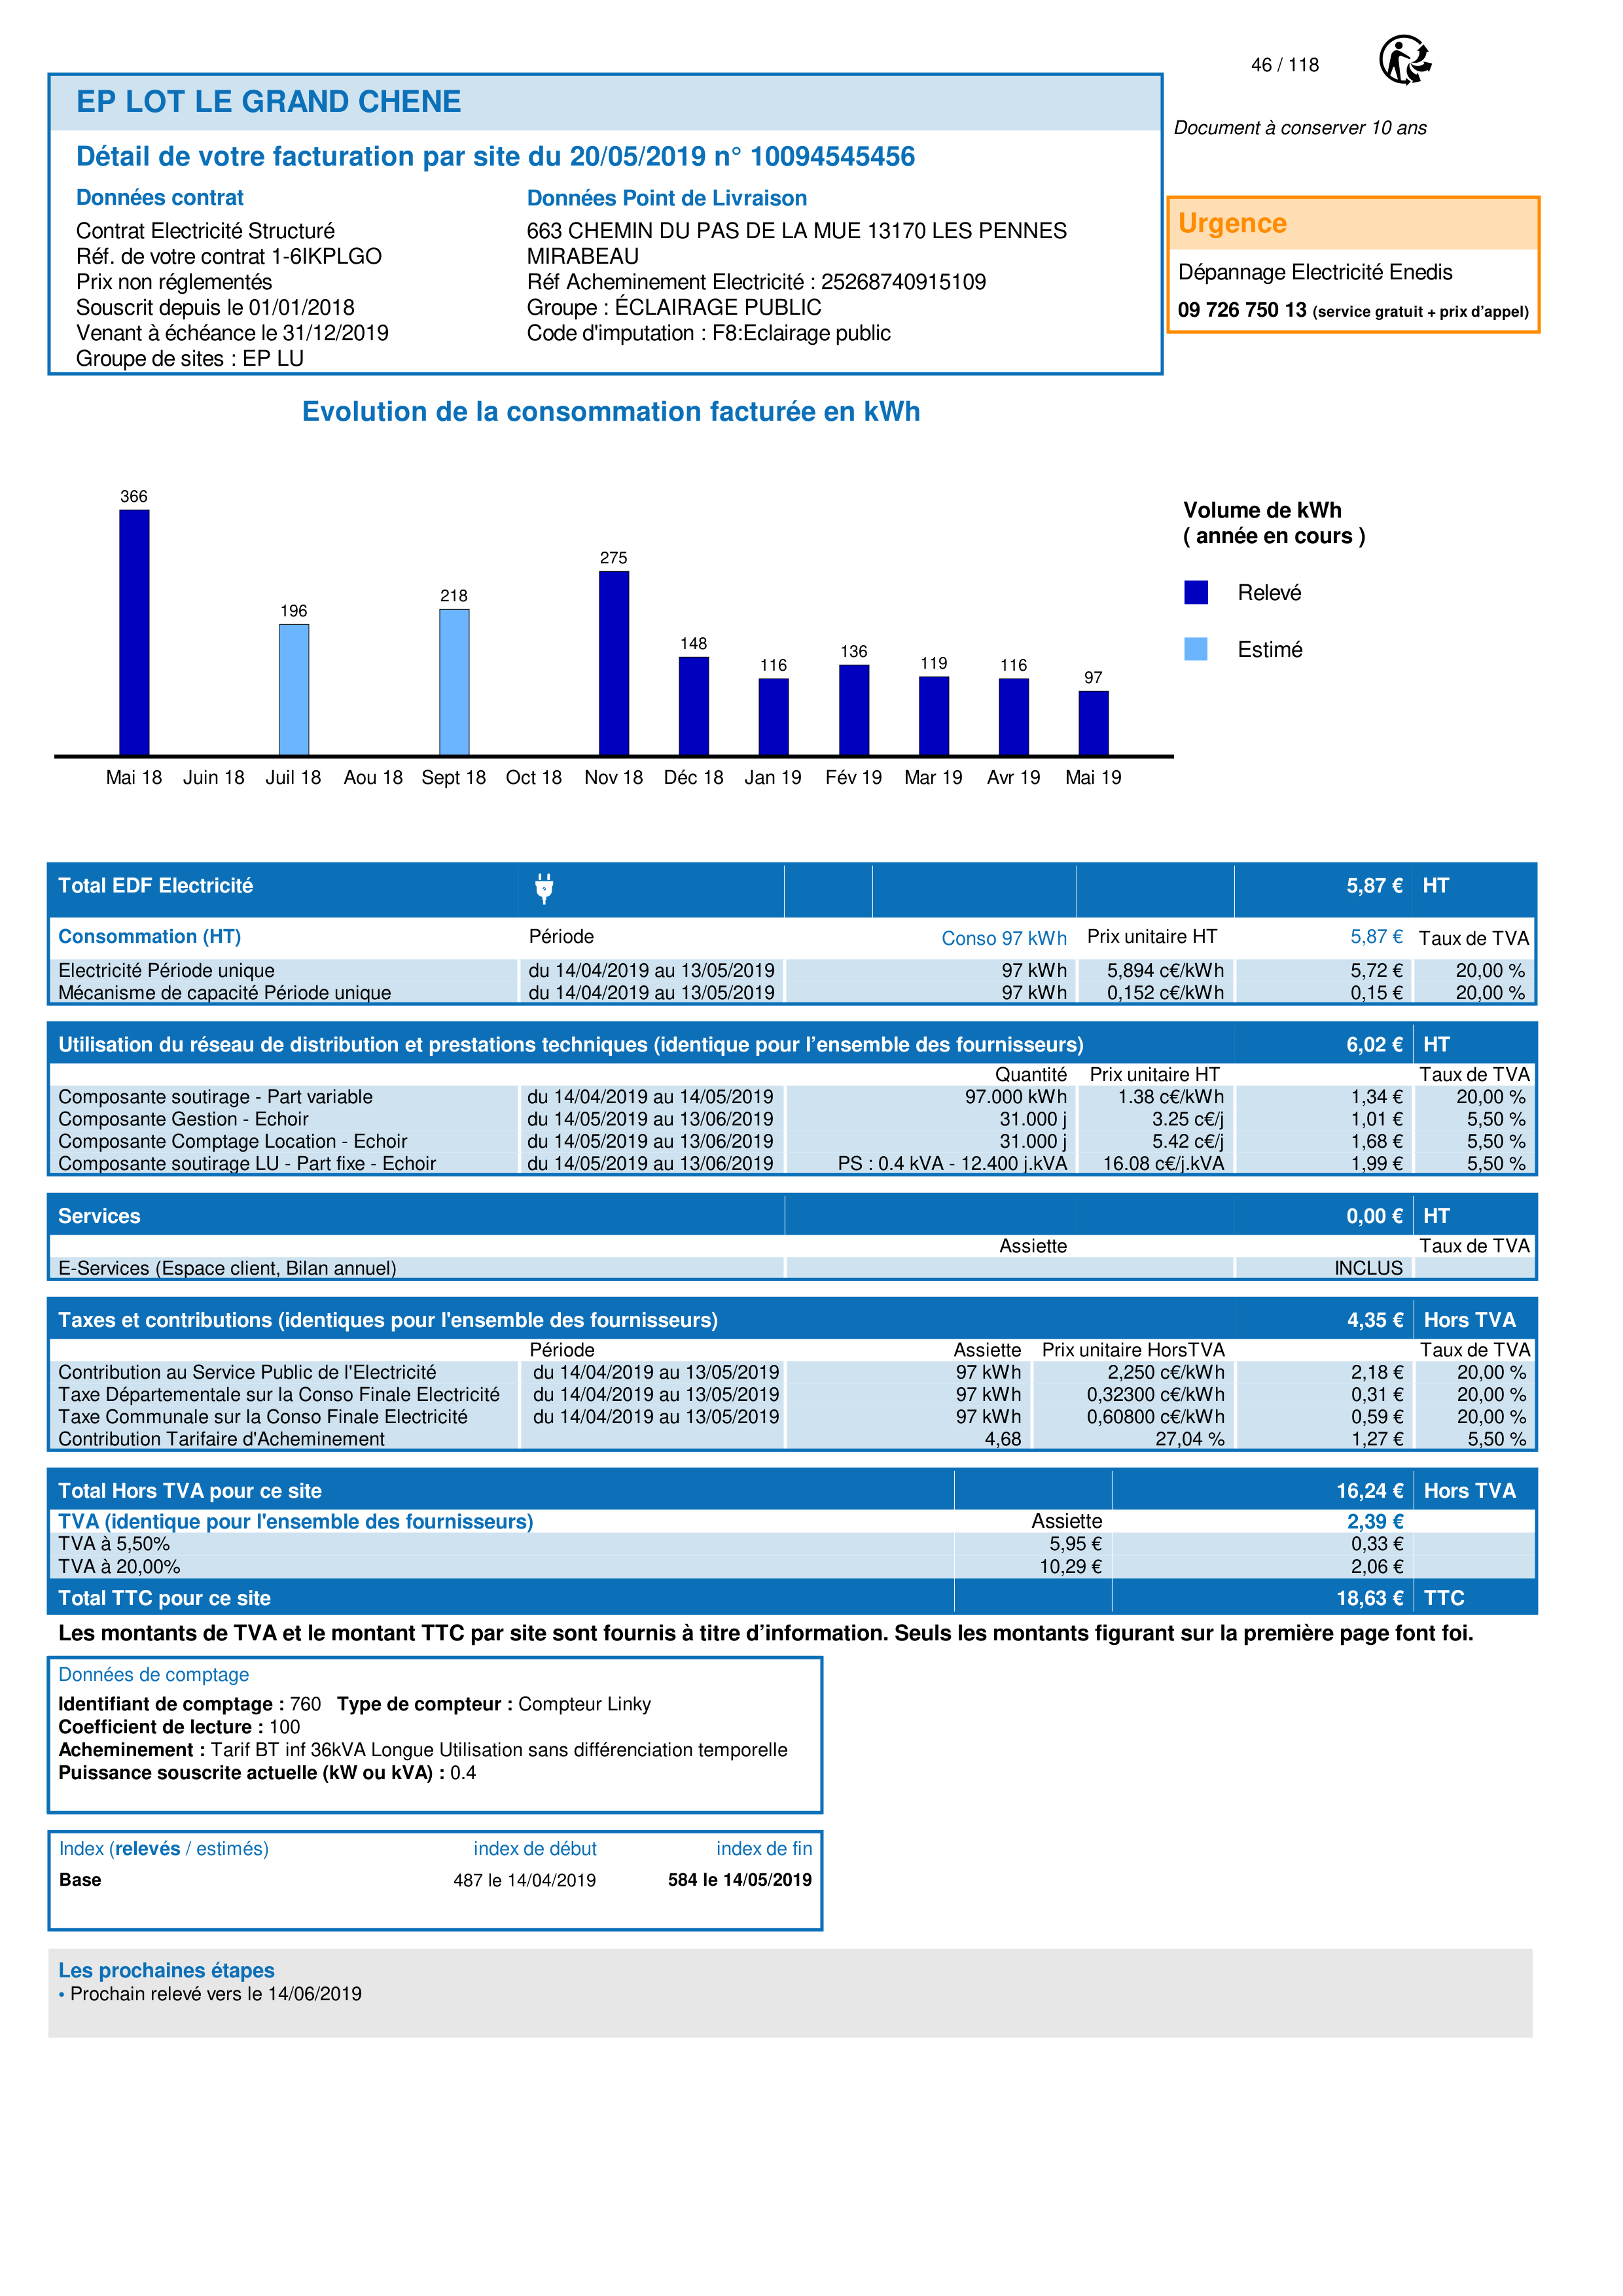 46 / 118
EP LOT LE GRAND CHENE
Document à conserver 10 ans
Détail de votre facturation par site du 20/05/2019 n° 10094545456
Données contrat
Contrat Electricité Structuré
Réf. de votre contrat 1-6IKPLGO
Prix non réglementés
Souscrit depuis le 01/01/2018
Venant à échéance le 31/12/2019
Groupe de sites : EP LU
Données Point de Livraison
663 CHEMIN DU PAS DE LA MUE 13170 LES PENNES
MIRABEAU
Réf Acheminement Electricité : 25268740915109
Groupe : ÉCLAIRAGE PUBLIC
Code d'imputation : F8:Eclairage public
Urgence
Dépannage Electricité Enedis
09 726 750 13 (service gratuit + prix d'appel)
Evolution de la consommation facturée en kWh
366
196
218
275
148
116
136
119
116
97
Mai 18 Juin 18 Juil 18 Aou 18 Sept 18 Oct 18 Nov 18 Déc 18 Jan 19 Fév 19 Mar 19 Avr 19 Mai 19
Volume de kWh
( année en cours )
Relevé
Estimé
Total EDF Electricité 5,87 € HT
Consommation (HT) Période Conso 97 kWh Prix unitaire HT 5,87 € Taux de TVA
Electricité Période unique du 14/04/2019 au 13/05/2019 97 kWh 5,894 c€/kWh 5,72 € 20,00 %
Mécanisme de capacité Période unique du 14/04/2019 au 13/05/2019 97 kWh 0,152 c€/kWh 0,15 € 20,00 %
Utilisation du réseau de distribution et prestations techniques (identique pour l'ensemble des fournisseurs) 6,02 € HT
Quantité Prix unitaire HT Taux de TVA
Composante soutirage - Part variable du 14/04/2019 au 14/05/2019 97.000 kWh 1.38 c€/kWh 1,34 € 20,00 %
Composante Gestion - Echoir du 14/05/2019 au 13/06/2019 31.000 j 3.25 c€/j 1,01 € 5,50 %
Composante Comptage Location - Echoir du 14/05/2019 au 13/06/2019 31.000 j 5.42 c€/j 1,68 € 5,50 %
Composante soutirage LU - Part fixe - Echoir du 14/05/2019 au 13/06/2019 PS : 0.4 kVA - 12.400 j.kVA 16.08 c€/j.kVA 1,99 € 5,50 %
Services 0,00 € HT
Assiette Taux de TVA
E-Services (Espace client, Bilan annuel) INCLUS
Taxes et contributions (identiques pour l'ensemble des fournisseurs) 4,35 € Hors TVA
Période Assiette Prix unitaire HorsTVA Taux de TVA
Contribution au Service Public de l'Electricité du 14/04/2019 au 13/05/2019 97 kWh 2,250 c€/kWh 2,18 € 20,00 %
Taxe Départementale sur la Conso Finale Electricité du 14/04/2019 au 13/05/2019 97 kWh 0,32300 c€/kWh 0,31 € 20,00 %
Taxe Communale sur la Conso Finale Electricité du 14/04/2019 au 13/05/2019 97 kWh 0,60800 c€/kWh 0,59 € 20,00 %
Contribution Tarifaire d'Acheminement 4,68 27,04 % 1,27 € 5,50 %
Total Hors TVA pour ce site 16,24 € Hors TVA
TVA (identique pour l'ensemble des fournisseurs) Assiette 2,39 €
TVA à 5,50% 5,95 € 0,33 €
TVA à 20,00% 10,29 € 2,06 €
Total TTC pour ce site 18,63 € TTC
Les montants de TVA et le montant TTC par site sont fournis à titre d'information. Seuls les montants figurant sur la première page font foi.
Données de comptage
Identifiant de comptage : 760 Type de compteur : Compteur Linky
Coefficient de lecture : 100
Acheminement : Tarif BT inf 36kVA Longue Utilisation sans différenciation temporelle
Puissance souscrite actuelle (kW ou kVA) : 0.4
Index (relevés / estimés) index de début index de fin
Base 487 le 14/04/2019 584 le 14/05/2019
Les prochaines étapes
• Prochain relevé vers le 14/06/2019